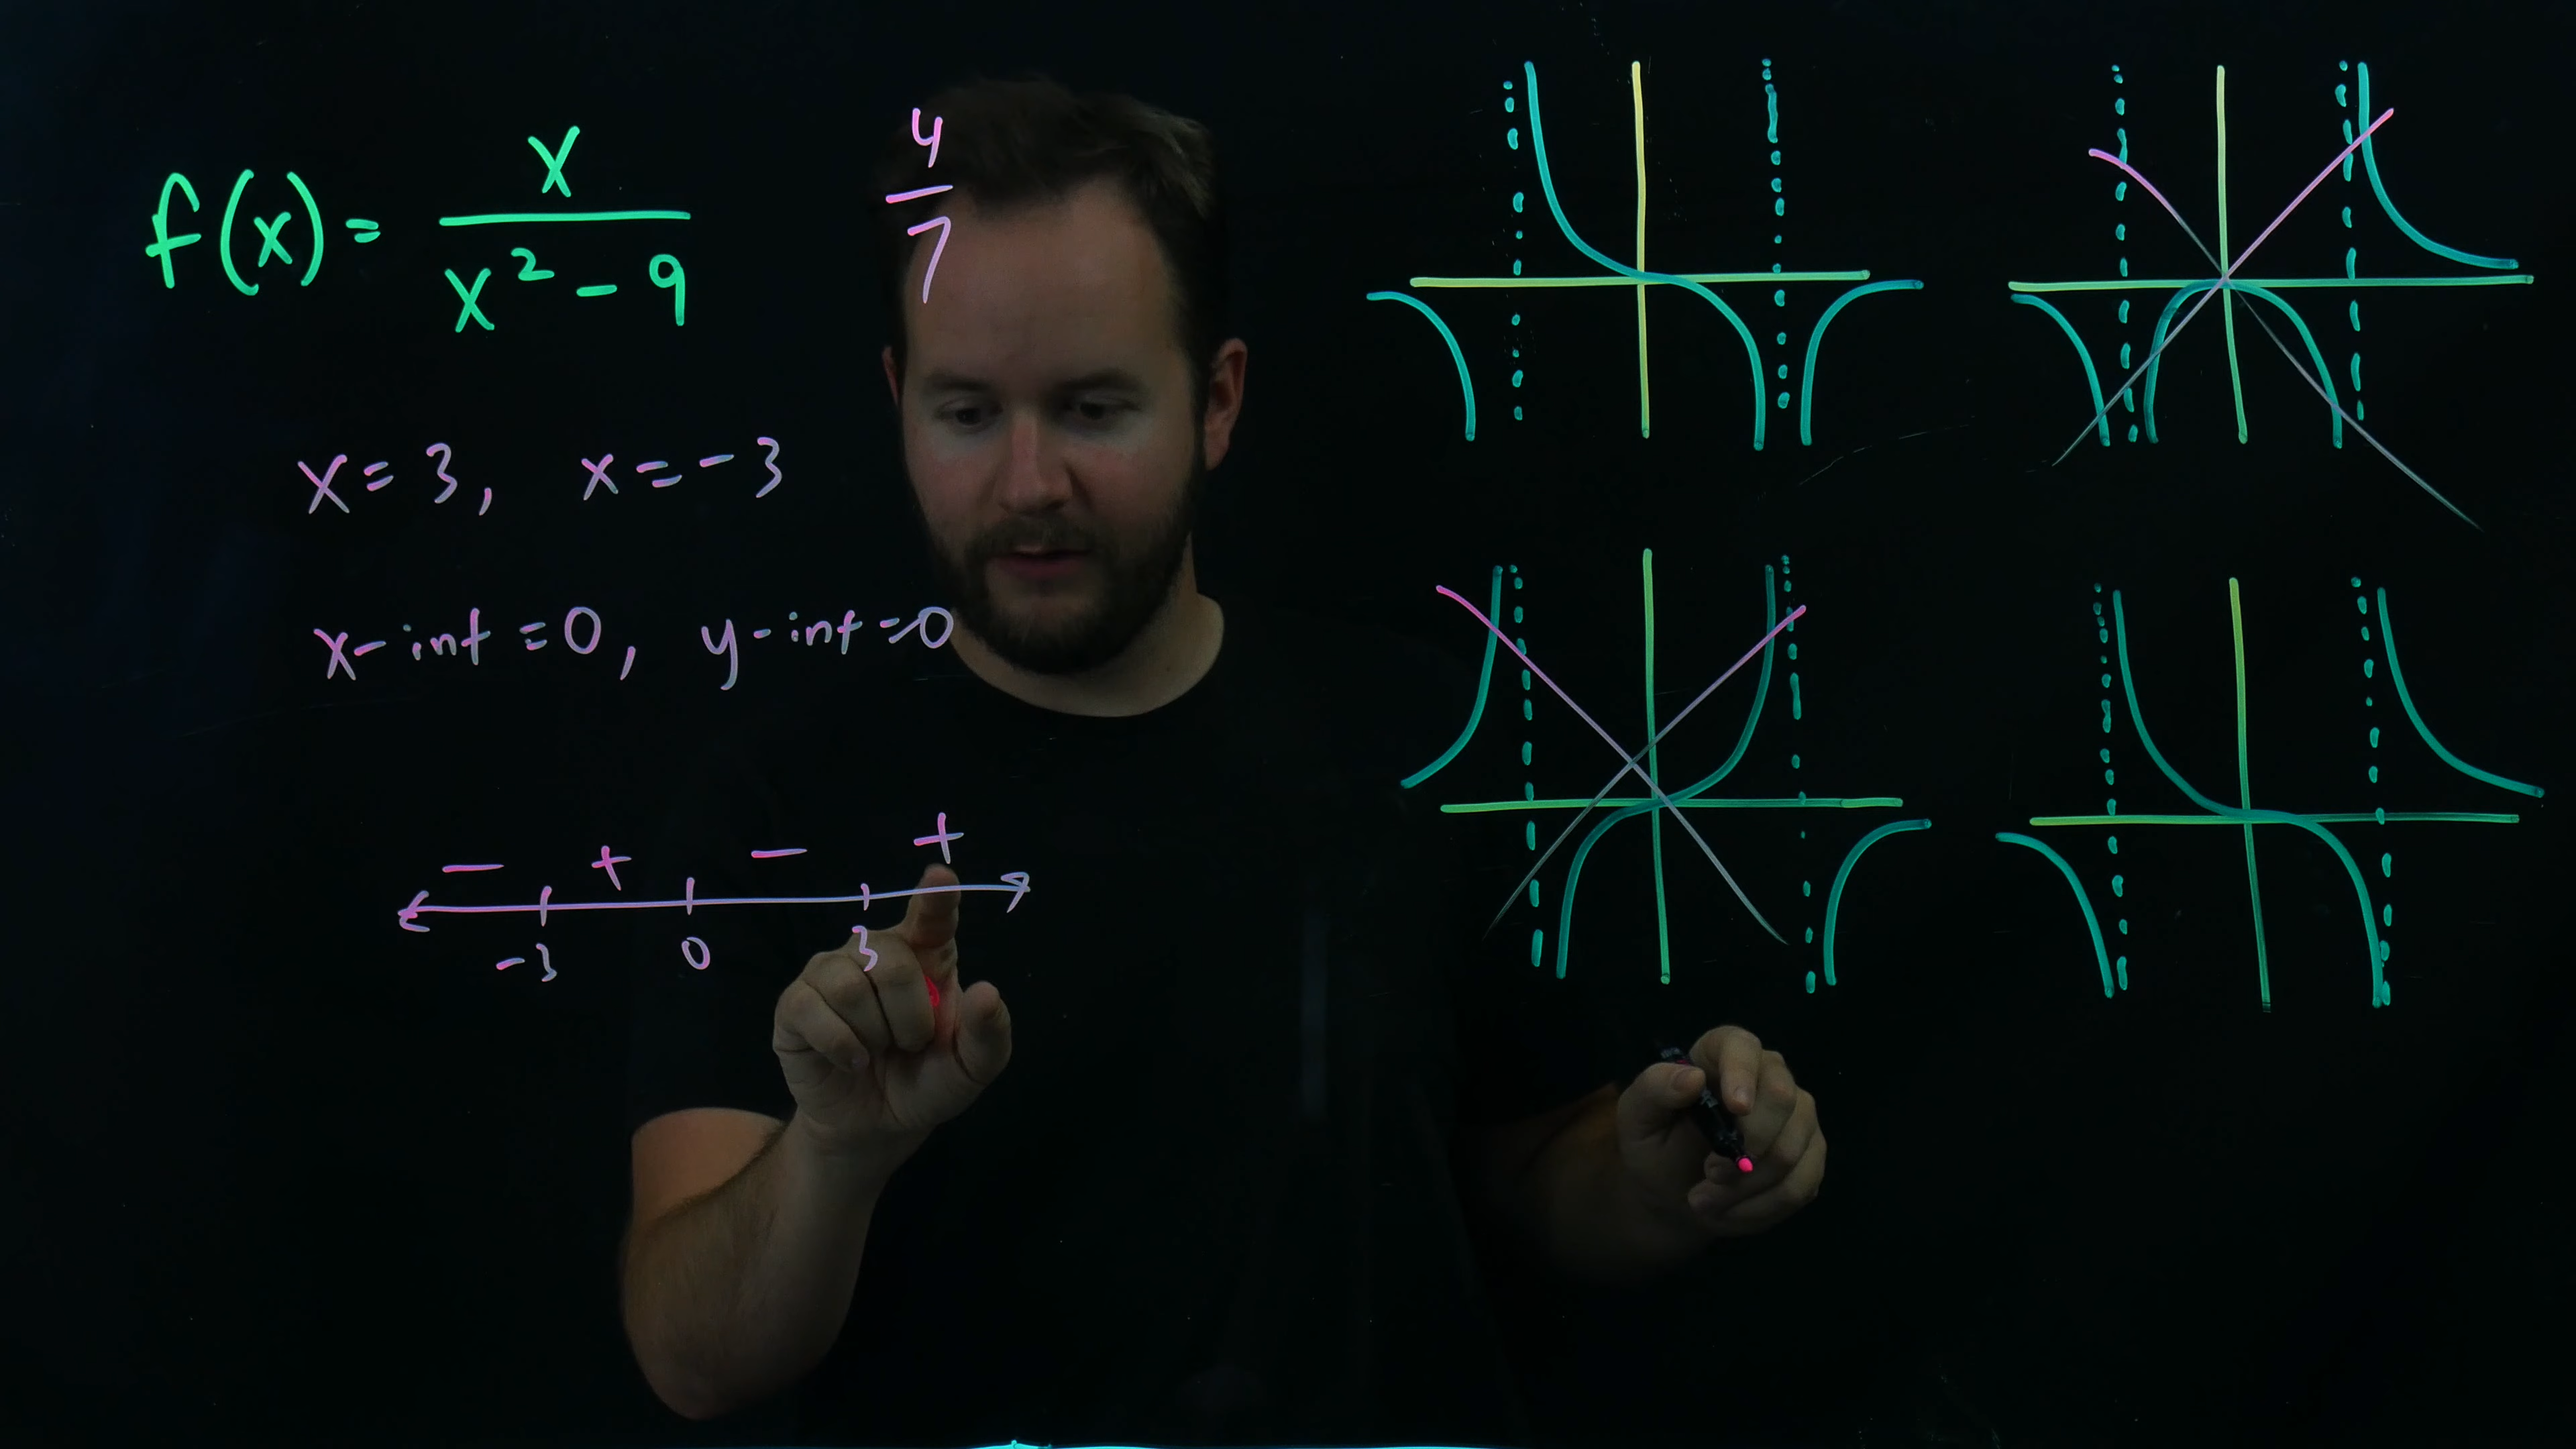 f(x) = x / (x² - 9)
4 / 7
x = 3, x = -3
x-int = 0, y-int = 0
- + - +
-3 0 3